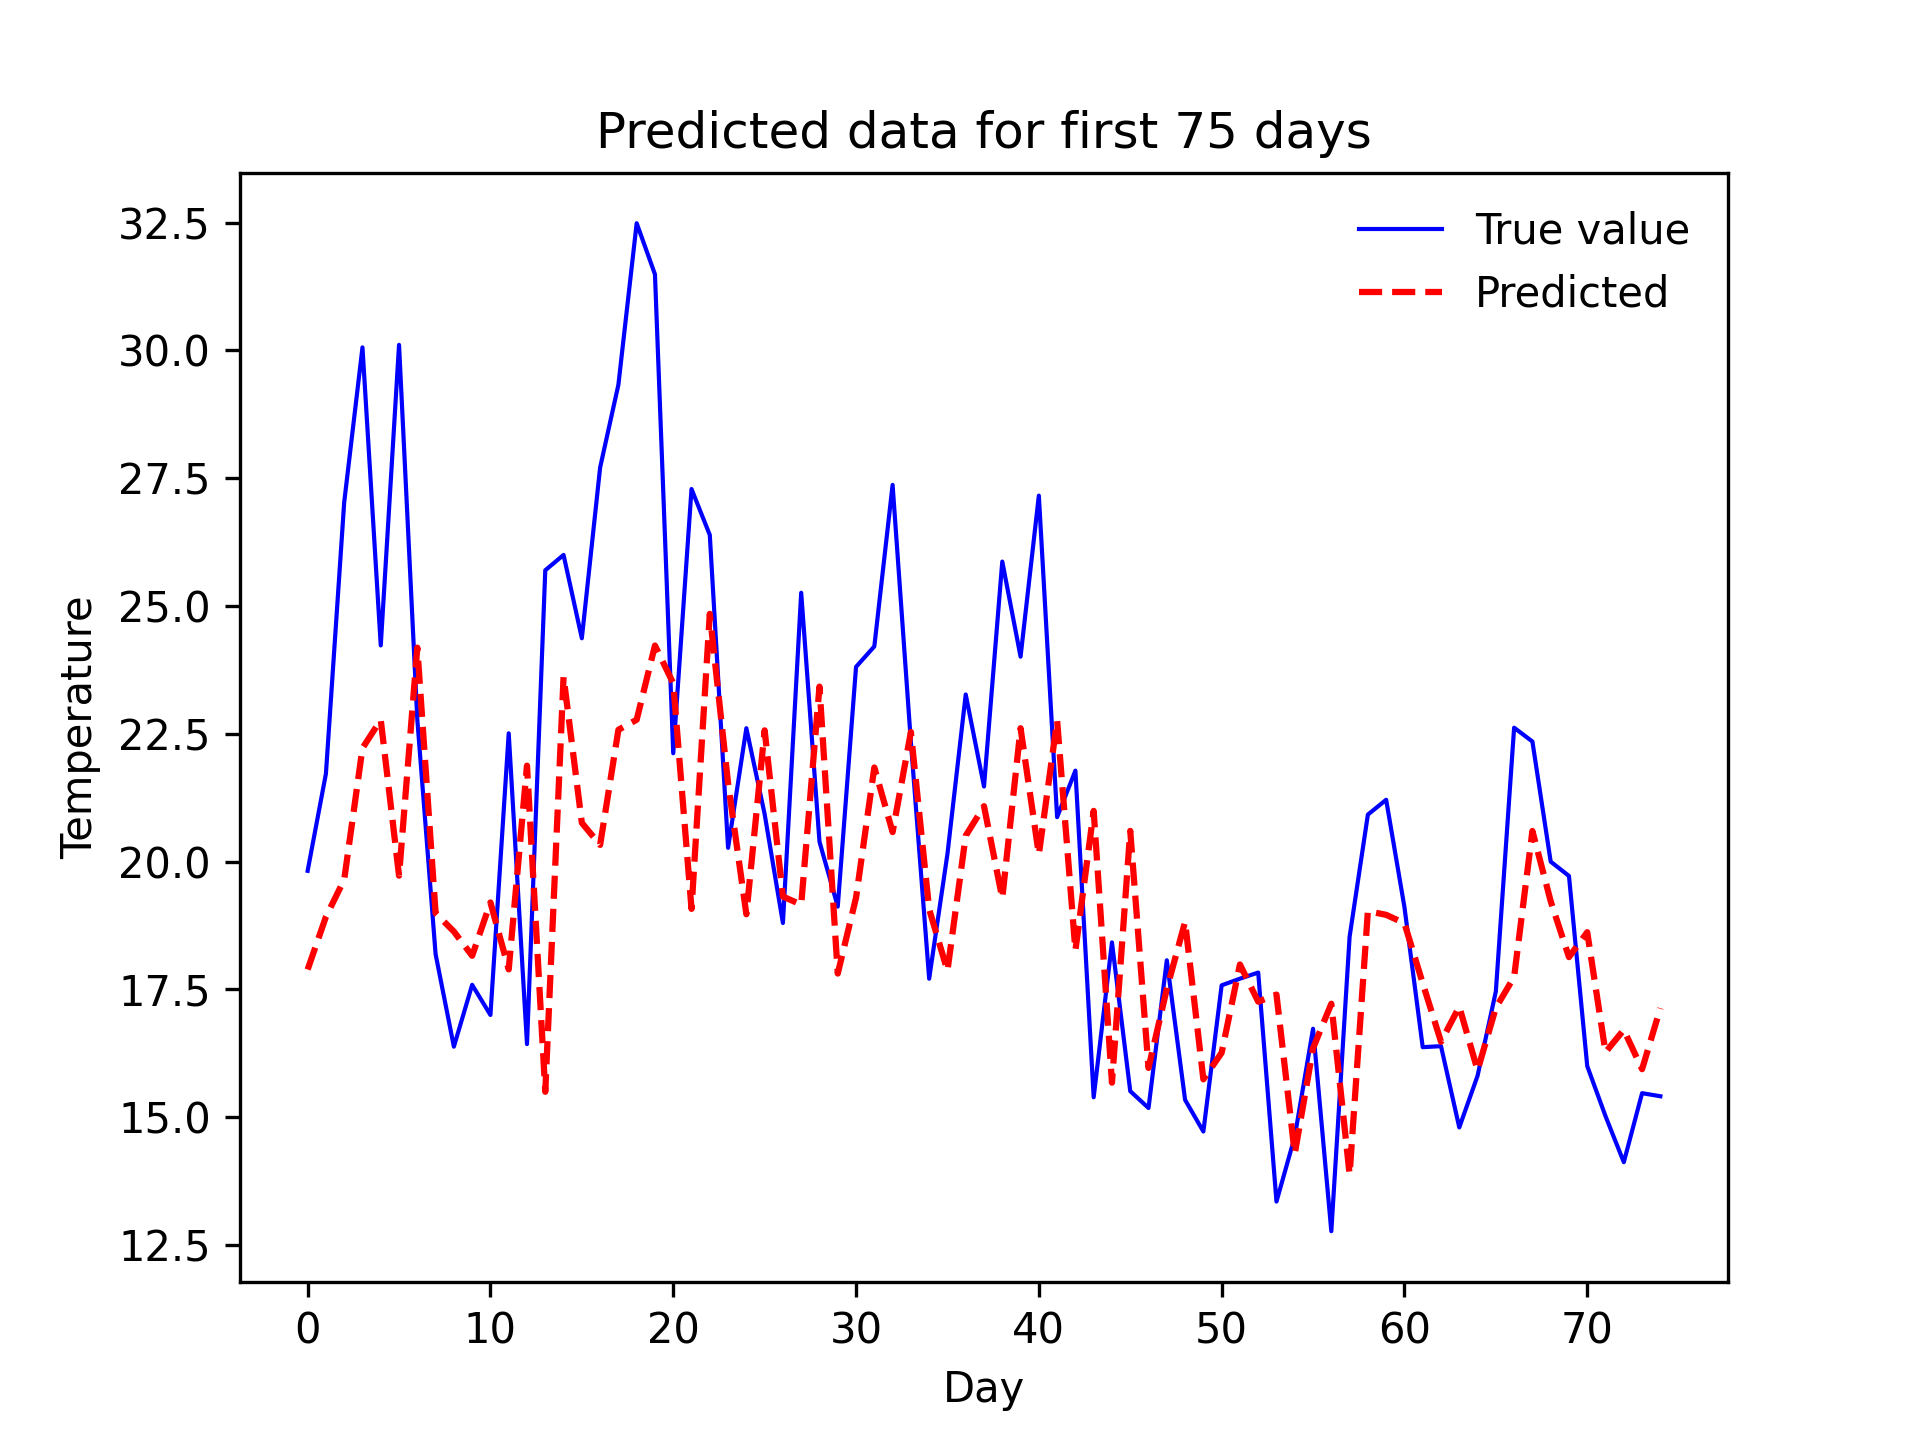 Predicted data for first 75 days
True value
Predicted
32.5
30.0
27.5
25.0
22.5
20.0
17.5
15.0
12.5
Temperature
0 10 20 30 40 50 60 70
Day